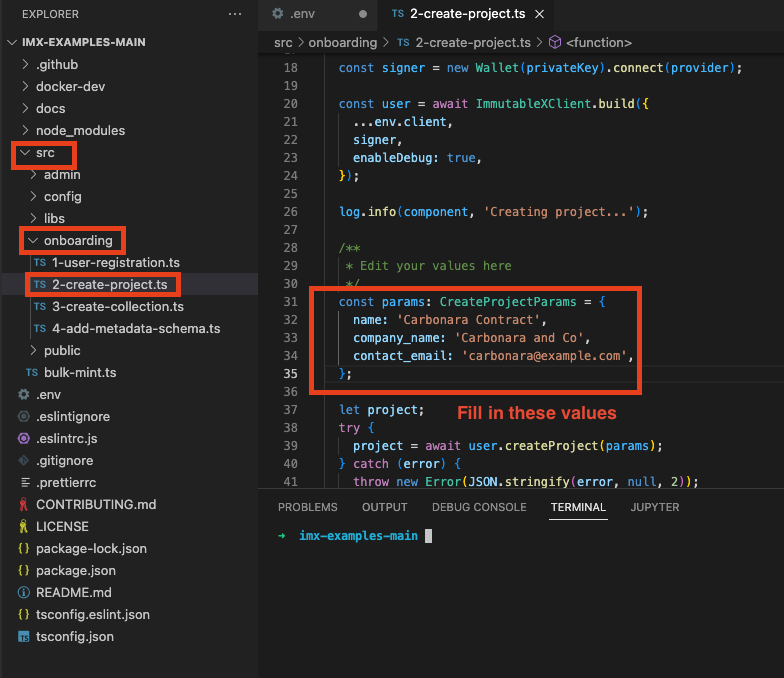 EXPLORER
...
IMX-EXAMPLES-MAIN
.github
docker-dev
docs
node_modules
src
admin
config
libs
onboarding
TS 1-user-registration.ts
TS 2-create-project.ts
TS 3-create-collection.ts
TS 4-add-metadata-schema.ts
public
TS bulk-mint.ts
.env
.eslintignore
.eslintrc.js
.gitignore
.prettierrc
CONTRIBUTING.md
LICENSE
{} package-lock.json
{} package.json
README.md
{} tsconfig.eslint.json
TS tsconfig.json
.env
TS 2-create-project.ts
src > onboarding > TS 2-create-project.ts > <function>
18 const signer = new Wallet(privateKey).connect(provider);
19
20 const user = await ImmutableXClient.build({
21 ...env.client,
22 signer,
23 enableDebug: true,
24 });
25
26 log.info(component, 'Creating project...');
27
28 /**
29 * Edit your values here
30 */
31 const params: CreateProjectParams = {
32 name: 'Carbonara Contract',
33 company_name: 'Carbonara and Co',
34 contact_email: 'carbonara@example.com',
35 };
36
37 let project;
Fill in these values
38 try {
39 project = await user.createProject(params);
40 } catch (error) {
41 throw new Error(JSON.stringify(error, null, 2));
PROBLEMS OUTPUT DEBUG CONSOLE TERMINAL JUPYTER
➜ imx-examples-main